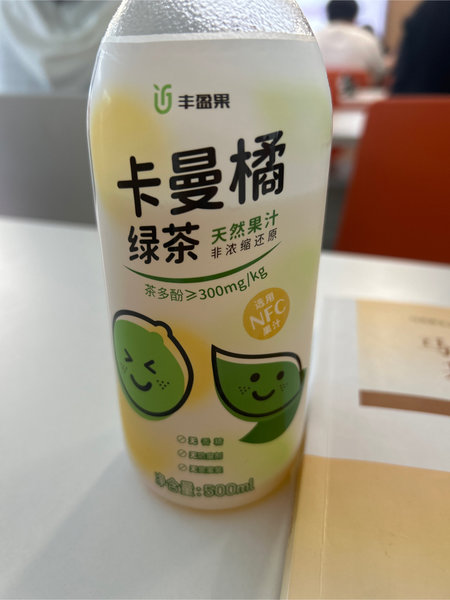 丰盈果
卡曼橘
绿茶
天然果汁
非浓缩还原
茶多酚≥300mg/kg
选用
NFC
果汁
净含量:500ml